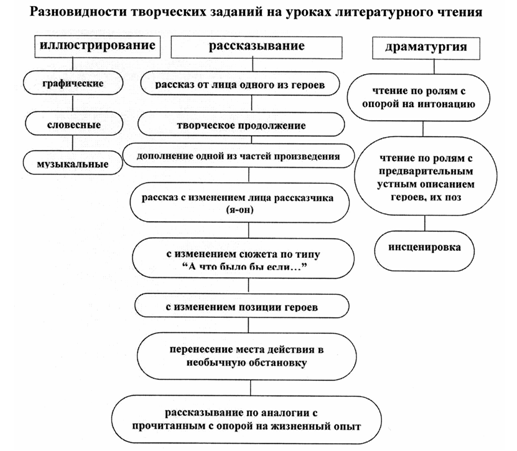 Разновидности творческих заданий на уроках литературного чтения
иллюстрирование
графические
словесные
музыкальные
рассказывание
рассказ от лица одного из героев
творческое продолжение
дополнение одной из частей произведения
рассказ с изменением лица рассказчика
(я-он)
с изменением сюжета по типу
“А что было бы если…”
с изменением позиции героев
перенесение места действия в
необычную обстановку
рассказывание по аналогии с
прочитанным с опорой на жизненный опыт
драматургия
чтение по ролям с
опорой на интонацию
чтение по ролям с
предварительным
устным описанием
героев, их поз
инсценировка